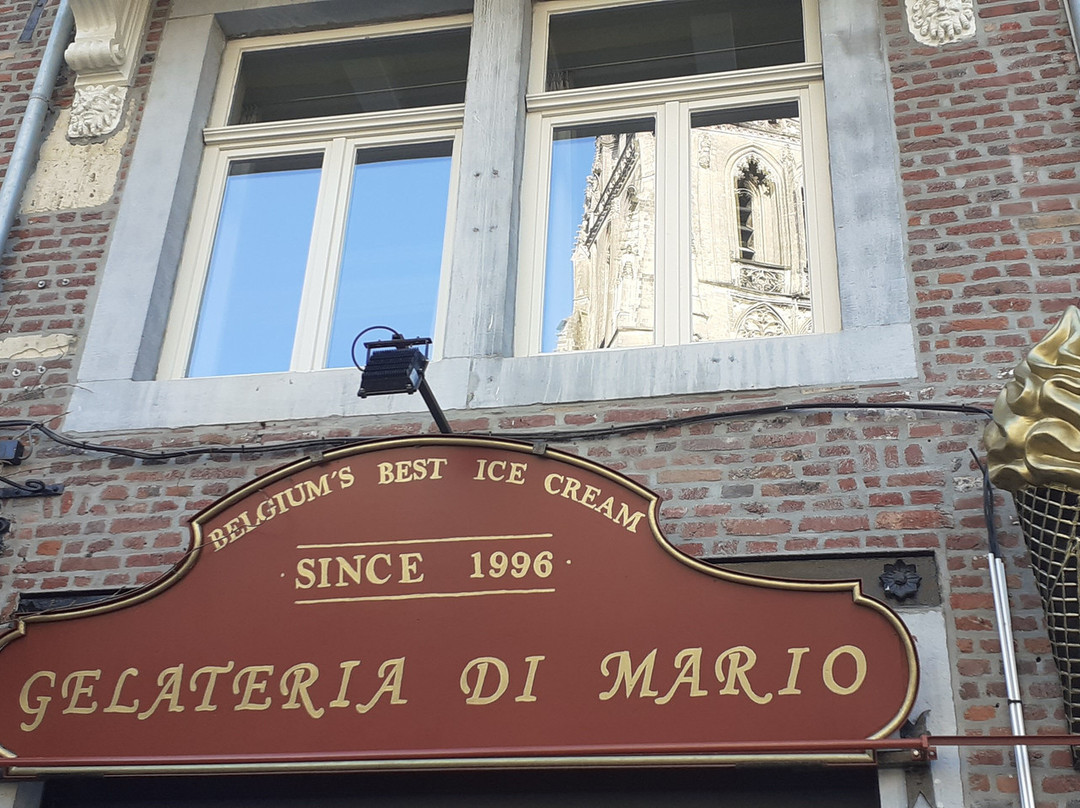 BELGIUM´S BEST ICE CREAM
· SINCE 1996 ·
GELATERIA DI MARIO